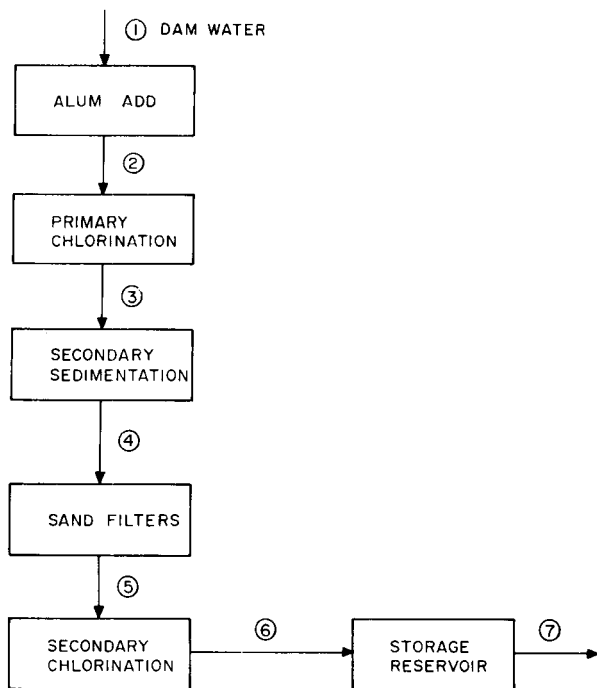 ① DAM WATER
ALUM ADD
②
PRIMARY
CHLORINATION
③
SECONDARY
SEDIMENTATION
④
SAND FILTERS
⑤
SECONDARY
CHLORINATION
⑥
STORAGE
RESERVOIR
⑦